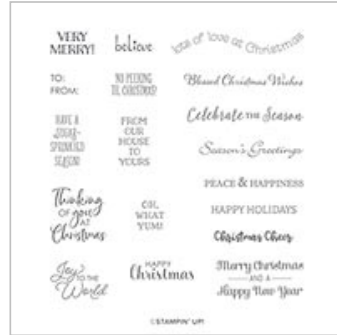 VERY
MERRY!
believe
lots of love at Christmas
TO:
FROM:
NO PEEKING
'TIL CHRISTMAS!
Blessed Christmas Wishes
HAVE A
SUGAR-
SPRINKLED
SEASON!
FROM
OUR
HOUSE
TO
YOURS
Celebrate THE Season
Season's Greetings
PEACE & HAPPINESS
Thinking
OF you AT
Christmas
OH,
WHAT
YUM!
HAPPY HOLIDAYS
Christmas Cheer
Joy TO THE
World
HAPPY
Christmas
Merry Christmas
AND A
Happy New Year
©STAMPIN' UP!